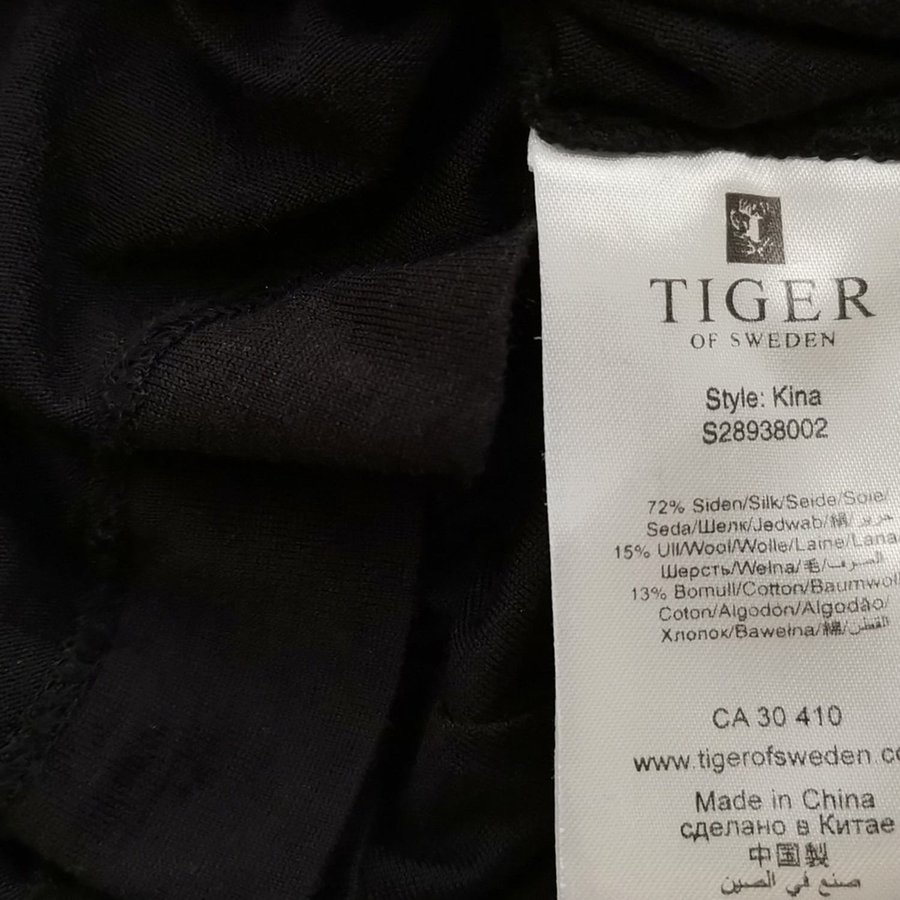 TIGER
OF SWEDEN
Style: Kina
S28938002
72% Siden/Silk/Seide/Soie/
Seda/Шелк/Jedwab/絹/حرير
15% Ull/Wool/Wolle/Laine/Lana
Шерсть/Wełna/毛/الصوف
13% Bomull/Cotton/Baumwoll
Coton/Algodón/Algodão/
Хлопок/Bawełna/綿/القطن
CA 30 410
www.tigerofsweden.co
Made in China
сделано в Китае
中国製
صنع في الصين